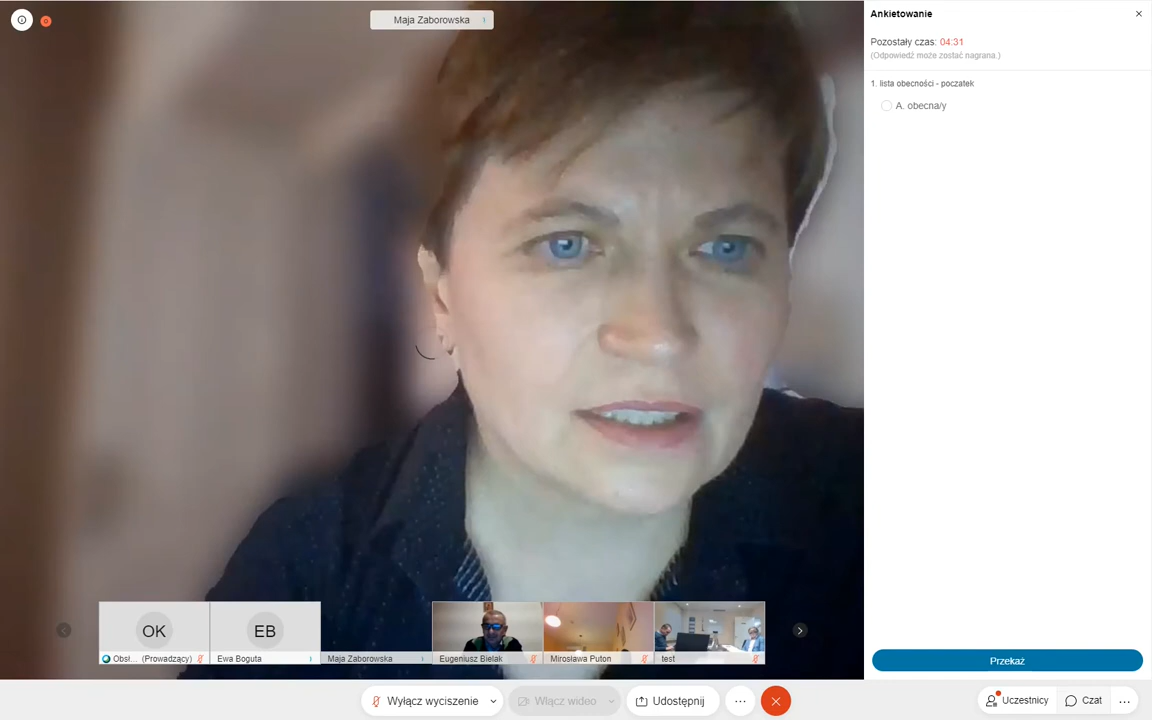 Maja Zaborowska
Ankietowanie
Pozostały czas: 04:31
(Odpowiedź może zostać nagrana.)
1. lista obecności - poczatek
A. obecna/y
OK
EB
Obsł... (Prowadzący)
Ewa Boguta
Maja Zaborowska
Eugeniusz Bielak
Mirosława Puton
test
Przekaż
Wyłącz wyciszenie
Włącz wideo
Udostępnij
Uczestnicy
Czat